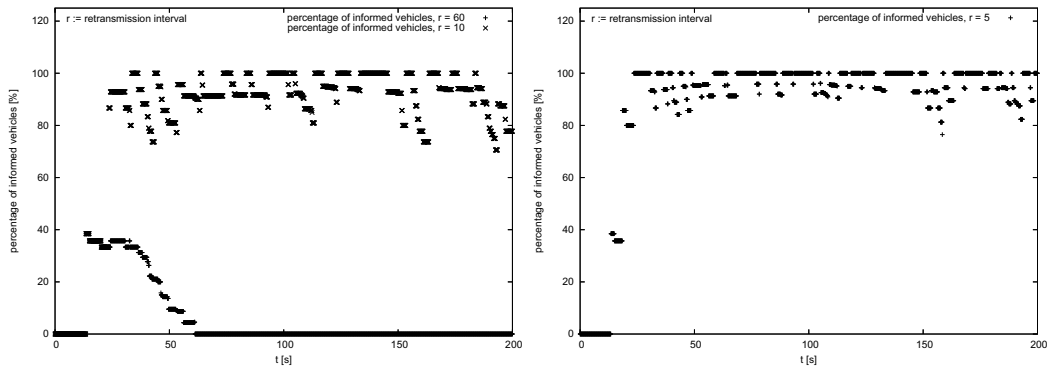 r := retransmission interval
percentage of informed vehicles, r = 60
percentage of informed vehicles, r = 10
percentage of informed vehicles [%]
120
100
80
60
40
20
0
0
50
100
150
200
t [s]
r := retransmission interval
percentage of informed vehicles, r = 5
percentage of informed vehicles [%]
120
100
80
60
40
20
0
0
50
100
150
200
t [s]